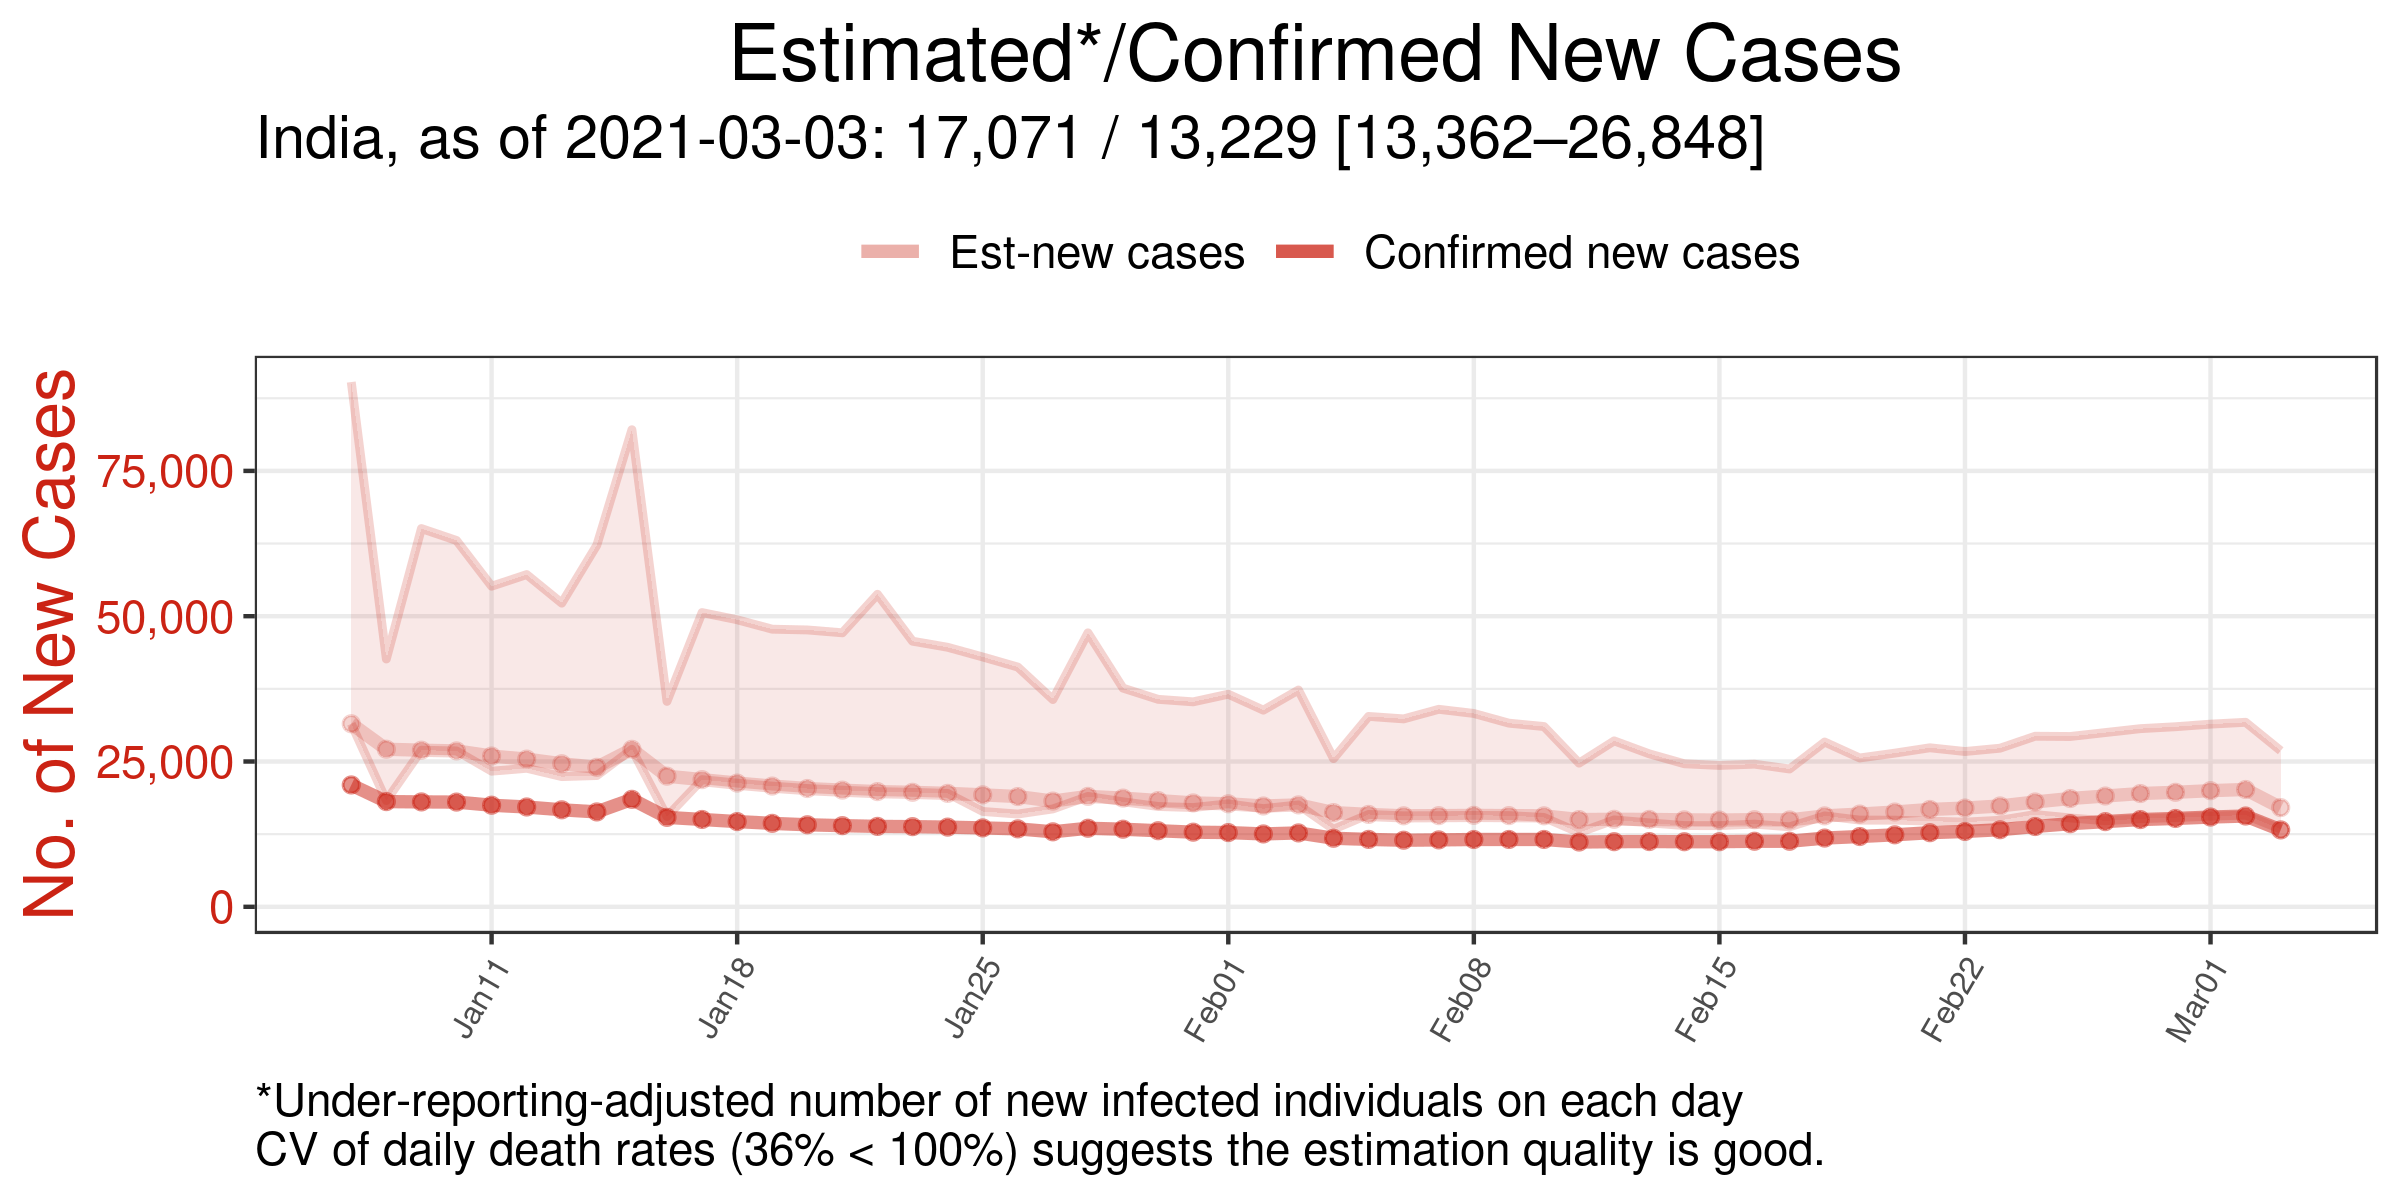 Estimated*/Confirmed New Cases
India, as of 2021-03-03: 17,071 / 13,229 [13,362–26,848]
Est-new cases
Confirmed new cases
No. of New Cases
75,000
50,000
25,000
0
Jan11
Jan18
Jan25
Feb01
Feb08
Feb15
Feb22
Mar01
*Under-reporting-adjusted number of new infected individuals on each day
CV of daily death rates (36% < 100%) suggests the estimation quality is good.